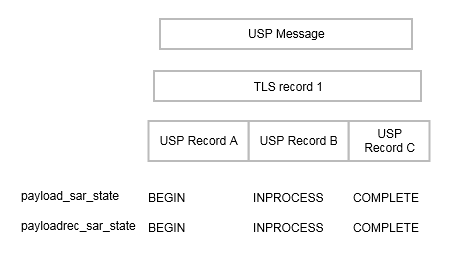 USP Message
TLS record 1
USP Record A USP Record B USP
Record C
payload_sar_state BEGIN INPROCESS COMPLETE
payloadrec_sar_state BEGIN INPROCESS COMPLETE